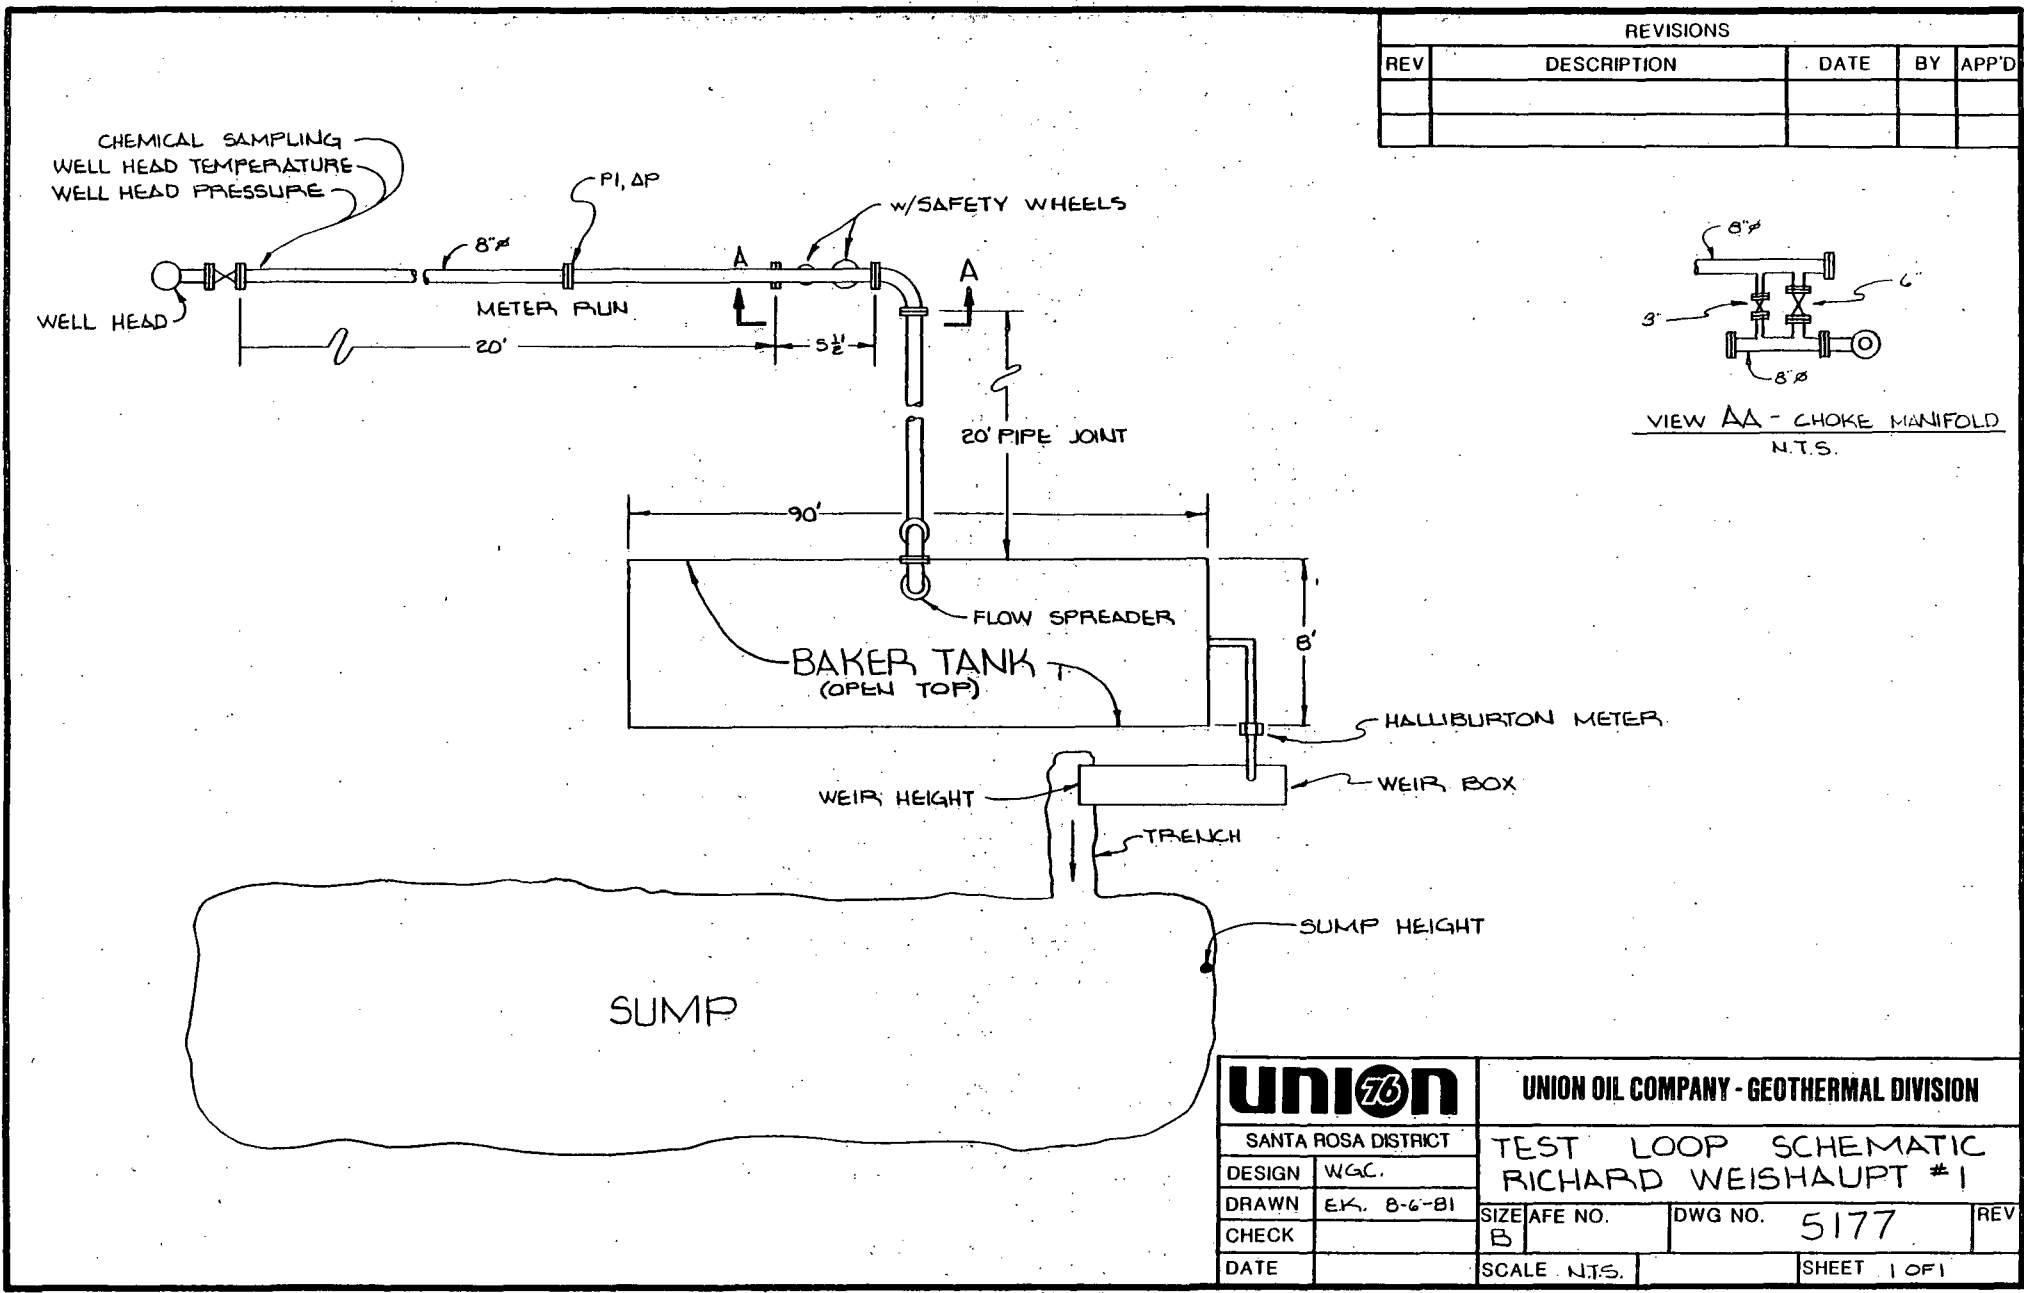 REVISIONS
REV DESCRIPTION DATE BY APP'D
CHEMICAL SAMPLING
WELL HEAD TEMPERATURE
WELL HEAD PRESSURE
P1, ΔP
W/SAFETY WHEELS
8"ø
A
A
WELL HEAD
METER RUN
20'
5½'
20' PIPE JOINT
8"ø
6"
3"
8"ø
VIEW AA - CHOKE MANIFOLD
N.T.S.
90'
FLOW SPREADER
8'
BAKER TANK
(OPEN TOP)
HALLIBURTON METER
WEIR HEIGHT
WEIR BOX
TRENCH
SUMP HEIGHT
SUMP
UNION 76
UNION OIL COMPANY - GEOTHERMAL DIVISION
SANTA ROSA DISTRICT
TEST LOOP SCHEMATIC
RICHARD WEISHAUPT #1
DESIGN WGC.
DRAWN EK. 8-6-81
CHECK
DATE
SIZE B
AFE NO.
DWG NO. 5177
REV
SCALE N.T.S.
SHEET 1 OF 1